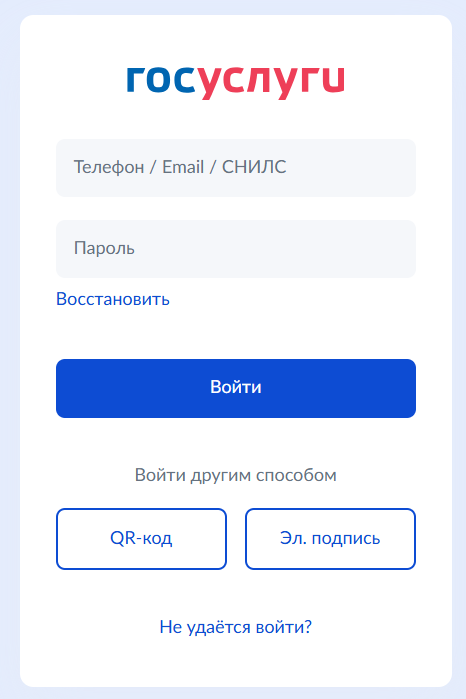 госуслуги
Телефон / Email / СНИЛС
Пароль
Восстановить
Войти
Войти другим способом
QR-код
Эл. подпись
Не удаётся войти?